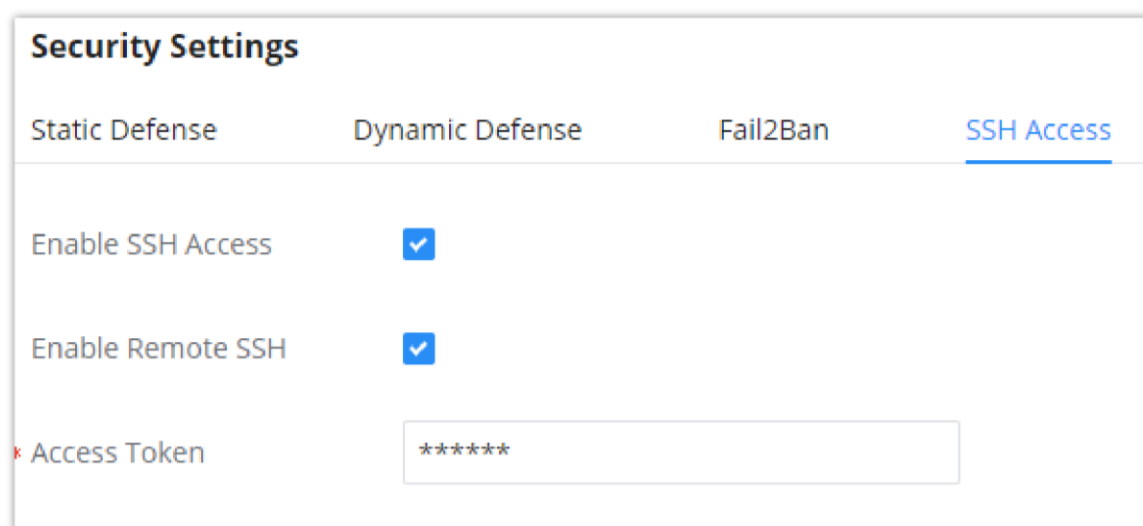 Security Settings
Static Defense Dynamic Defense Fail2Ban SSH Access
Enable SSH Access
Enable Remote SSH
* Access Token ******